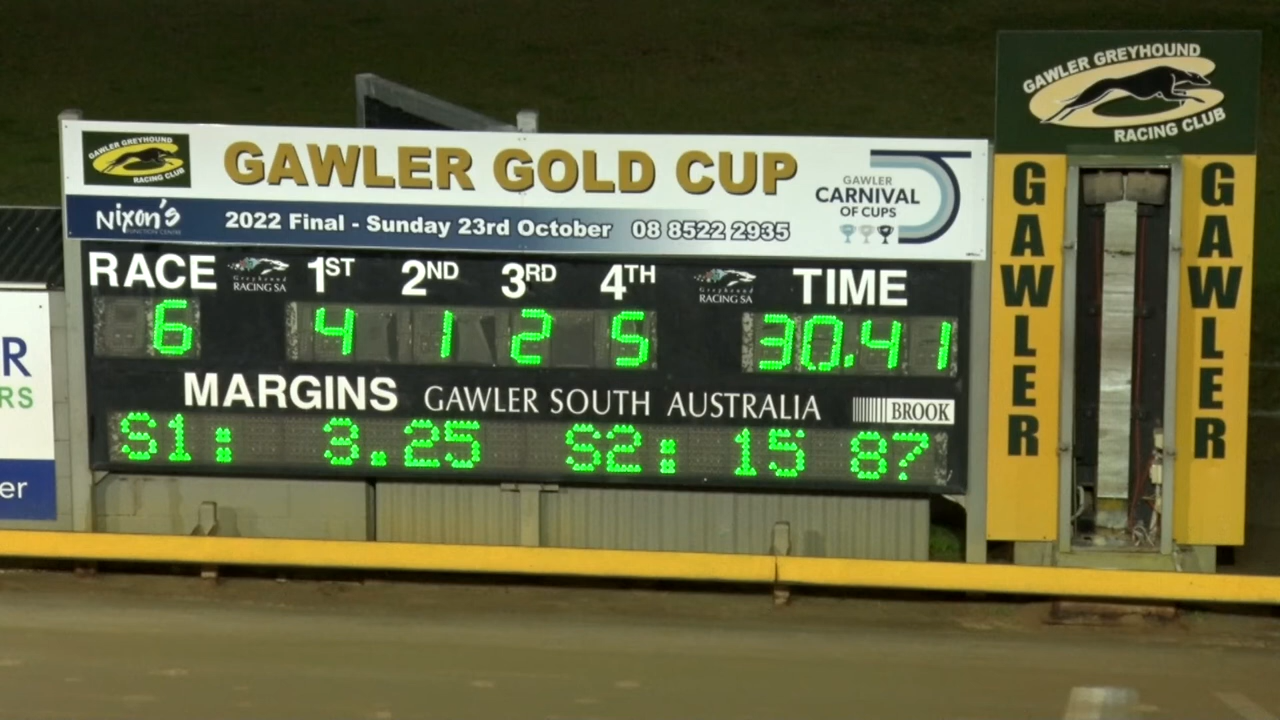 GAWLER GREYHOUND
RACING CLUB
GAWLER GOLD CUP
GAWLER
CARNIVAL
OF CUPS
Nixon's
FUNCTION CENTRE
2022 Final - Sunday 23rd October 08 8522 2935
RACE
Greyhound
RACING SA
1ST 2ND 3RD 4TH
Greyhound
RACING SA
TIME
6 4 1 2 5 30.41
MARGINS GAWLER SOUTH AUSTRALIA BROOK
S1: 3.25 S2: 15 87
GAWLER GREYHOUND
RACING CLUB
GAWLER
GAWLER
R
RS
er